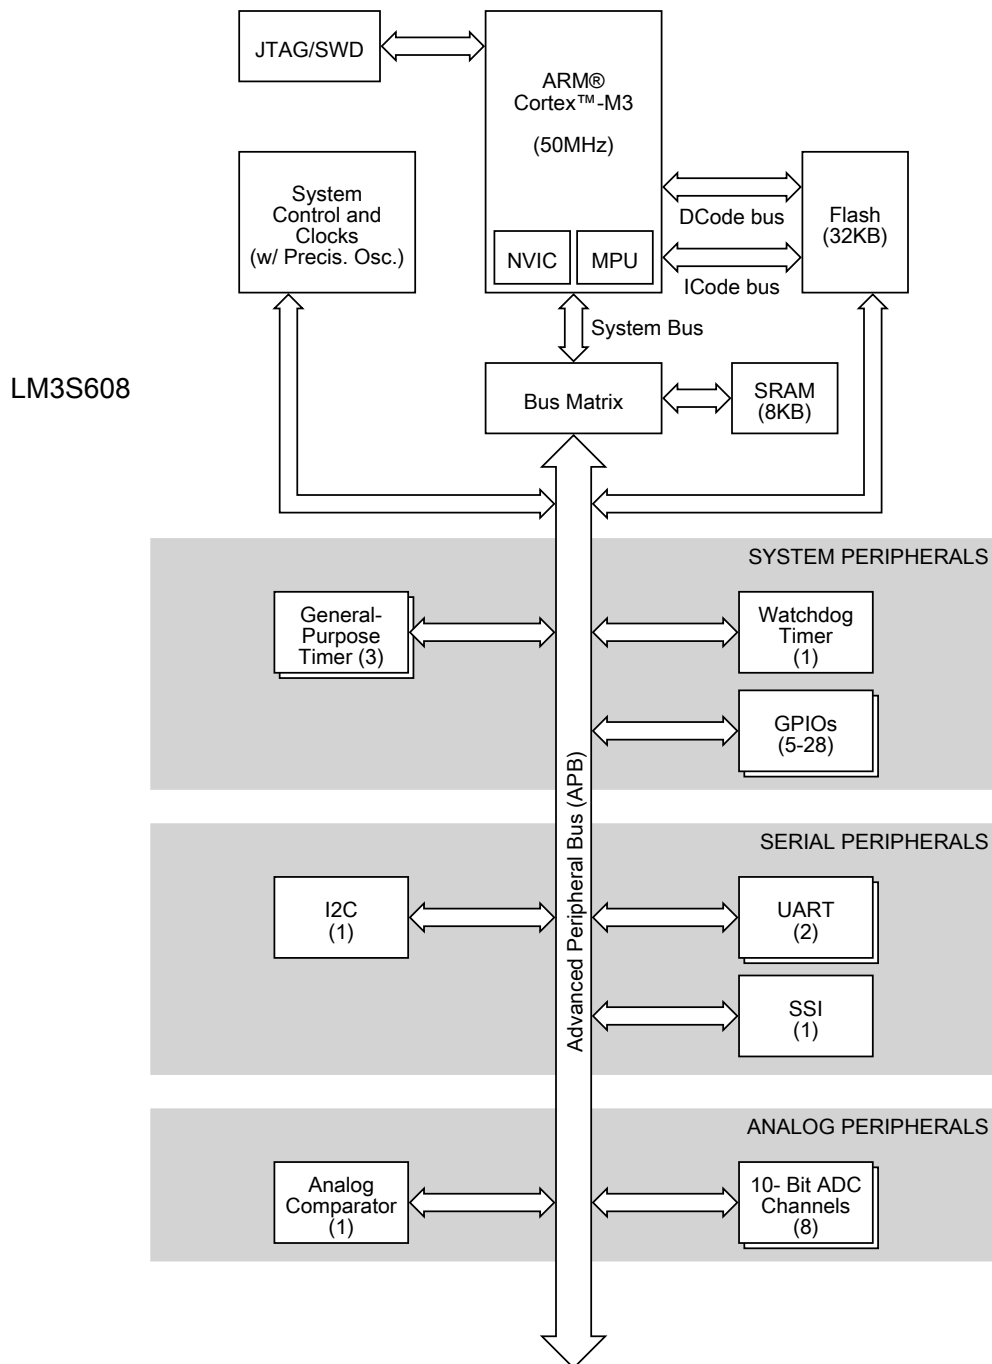 JTAG/SWD
ARM®
Cortex™-M3
(50MHz)
System
Control and
Clocks
(w/ Precis. Osc.)
NVIC
MPU
DCode bus
ICode bus
Flash
(32KB)
System Bus
LM3S608
Bus Matrix
SRAM
(8KB)
Advanced Peripheral Bus (APB)
SYSTEM PERIPHERALS
General-
Purpose
Timer (3)
Watchdog
Timer
(1)
GPIOs
(5-28)
SERIAL PERIPHERALS
I2C
(1)
UART
(2)
SSI
(1)
ANALOG PERIPHERALS
Analog
Comparator
(1)
10- Bit ADC
Channels
(8)